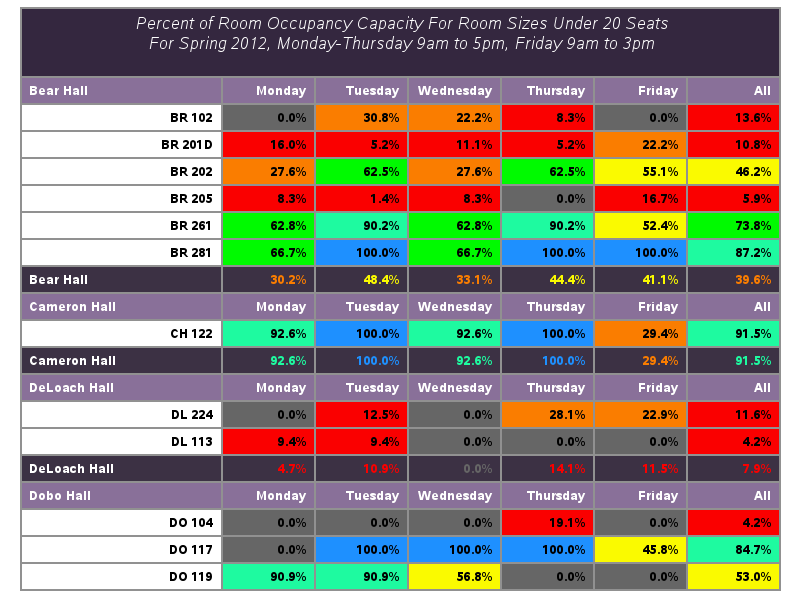 Percent of Room Occupancy Capacity For Room Sizes Under 20 Seats
For Spring 2012, Monday-Thursday 9am to 5pm, Friday 9am to 3pm
Bear Hall Monday Tuesday Wednesday Thursday Friday All
BR 102 0.0% 30.8% 22.2% 8.3% 0.0% 13.6%
BR 201D 16.0% 5.2% 11.1% 5.2% 22.2% 10.8%
BR 202 27.6% 62.5% 27.6% 62.5% 55.1% 46.2%
BR 205 8.3% 1.4% 8.3% 0.0% 16.7% 5.9%
BR 261 62.8% 90.2% 62.8% 90.2% 52.4% 73.8%
BR 281 66.7% 100.0% 66.7% 100.0% 100.0% 87.2%
Bear Hall 30.2% 48.4% 33.1% 44.4% 41.1% 39.6%
Cameron Hall Monday Tuesday Wednesday Thursday Friday All
CH 122 92.6% 100.0% 92.6% 100.0% 29.4% 91.5%
Cameron Hall 92.6% 100.0% 92.6% 100.0% 29.4% 91.5%
DeLoach Hall Monday Tuesday Wednesday Thursday Friday All
DL 224 0.0% 12.5% 0.0% 28.1% 22.9% 11.6%
DL 113 9.4% 9.4% 0.0% 0.0% 0.0% 4.2%
DeLoach Hall 4.7% 10.9% 0.0% 14.1% 11.5% 7.9%
Dobo Hall Monday Tuesday Wednesday Thursday Friday All
DO 104 0.0% 0.0% 0.0% 19.1% 0.0% 4.2%
DO 117 0.0% 100.0% 100.0% 100.0% 45.8% 84.7%
DO 119 90.9% 90.9% 56.8% 0.0% 0.0% 53.0%